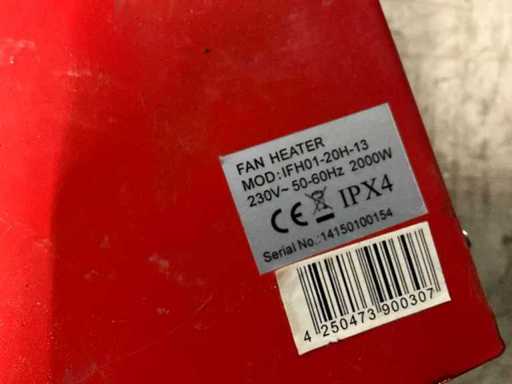 FAN HEATER
MOD.:IFH01-20H-13
230V~ 50-60Hz 2000W
CE IPX4
Serial No.:14150100154
4 250473 900307